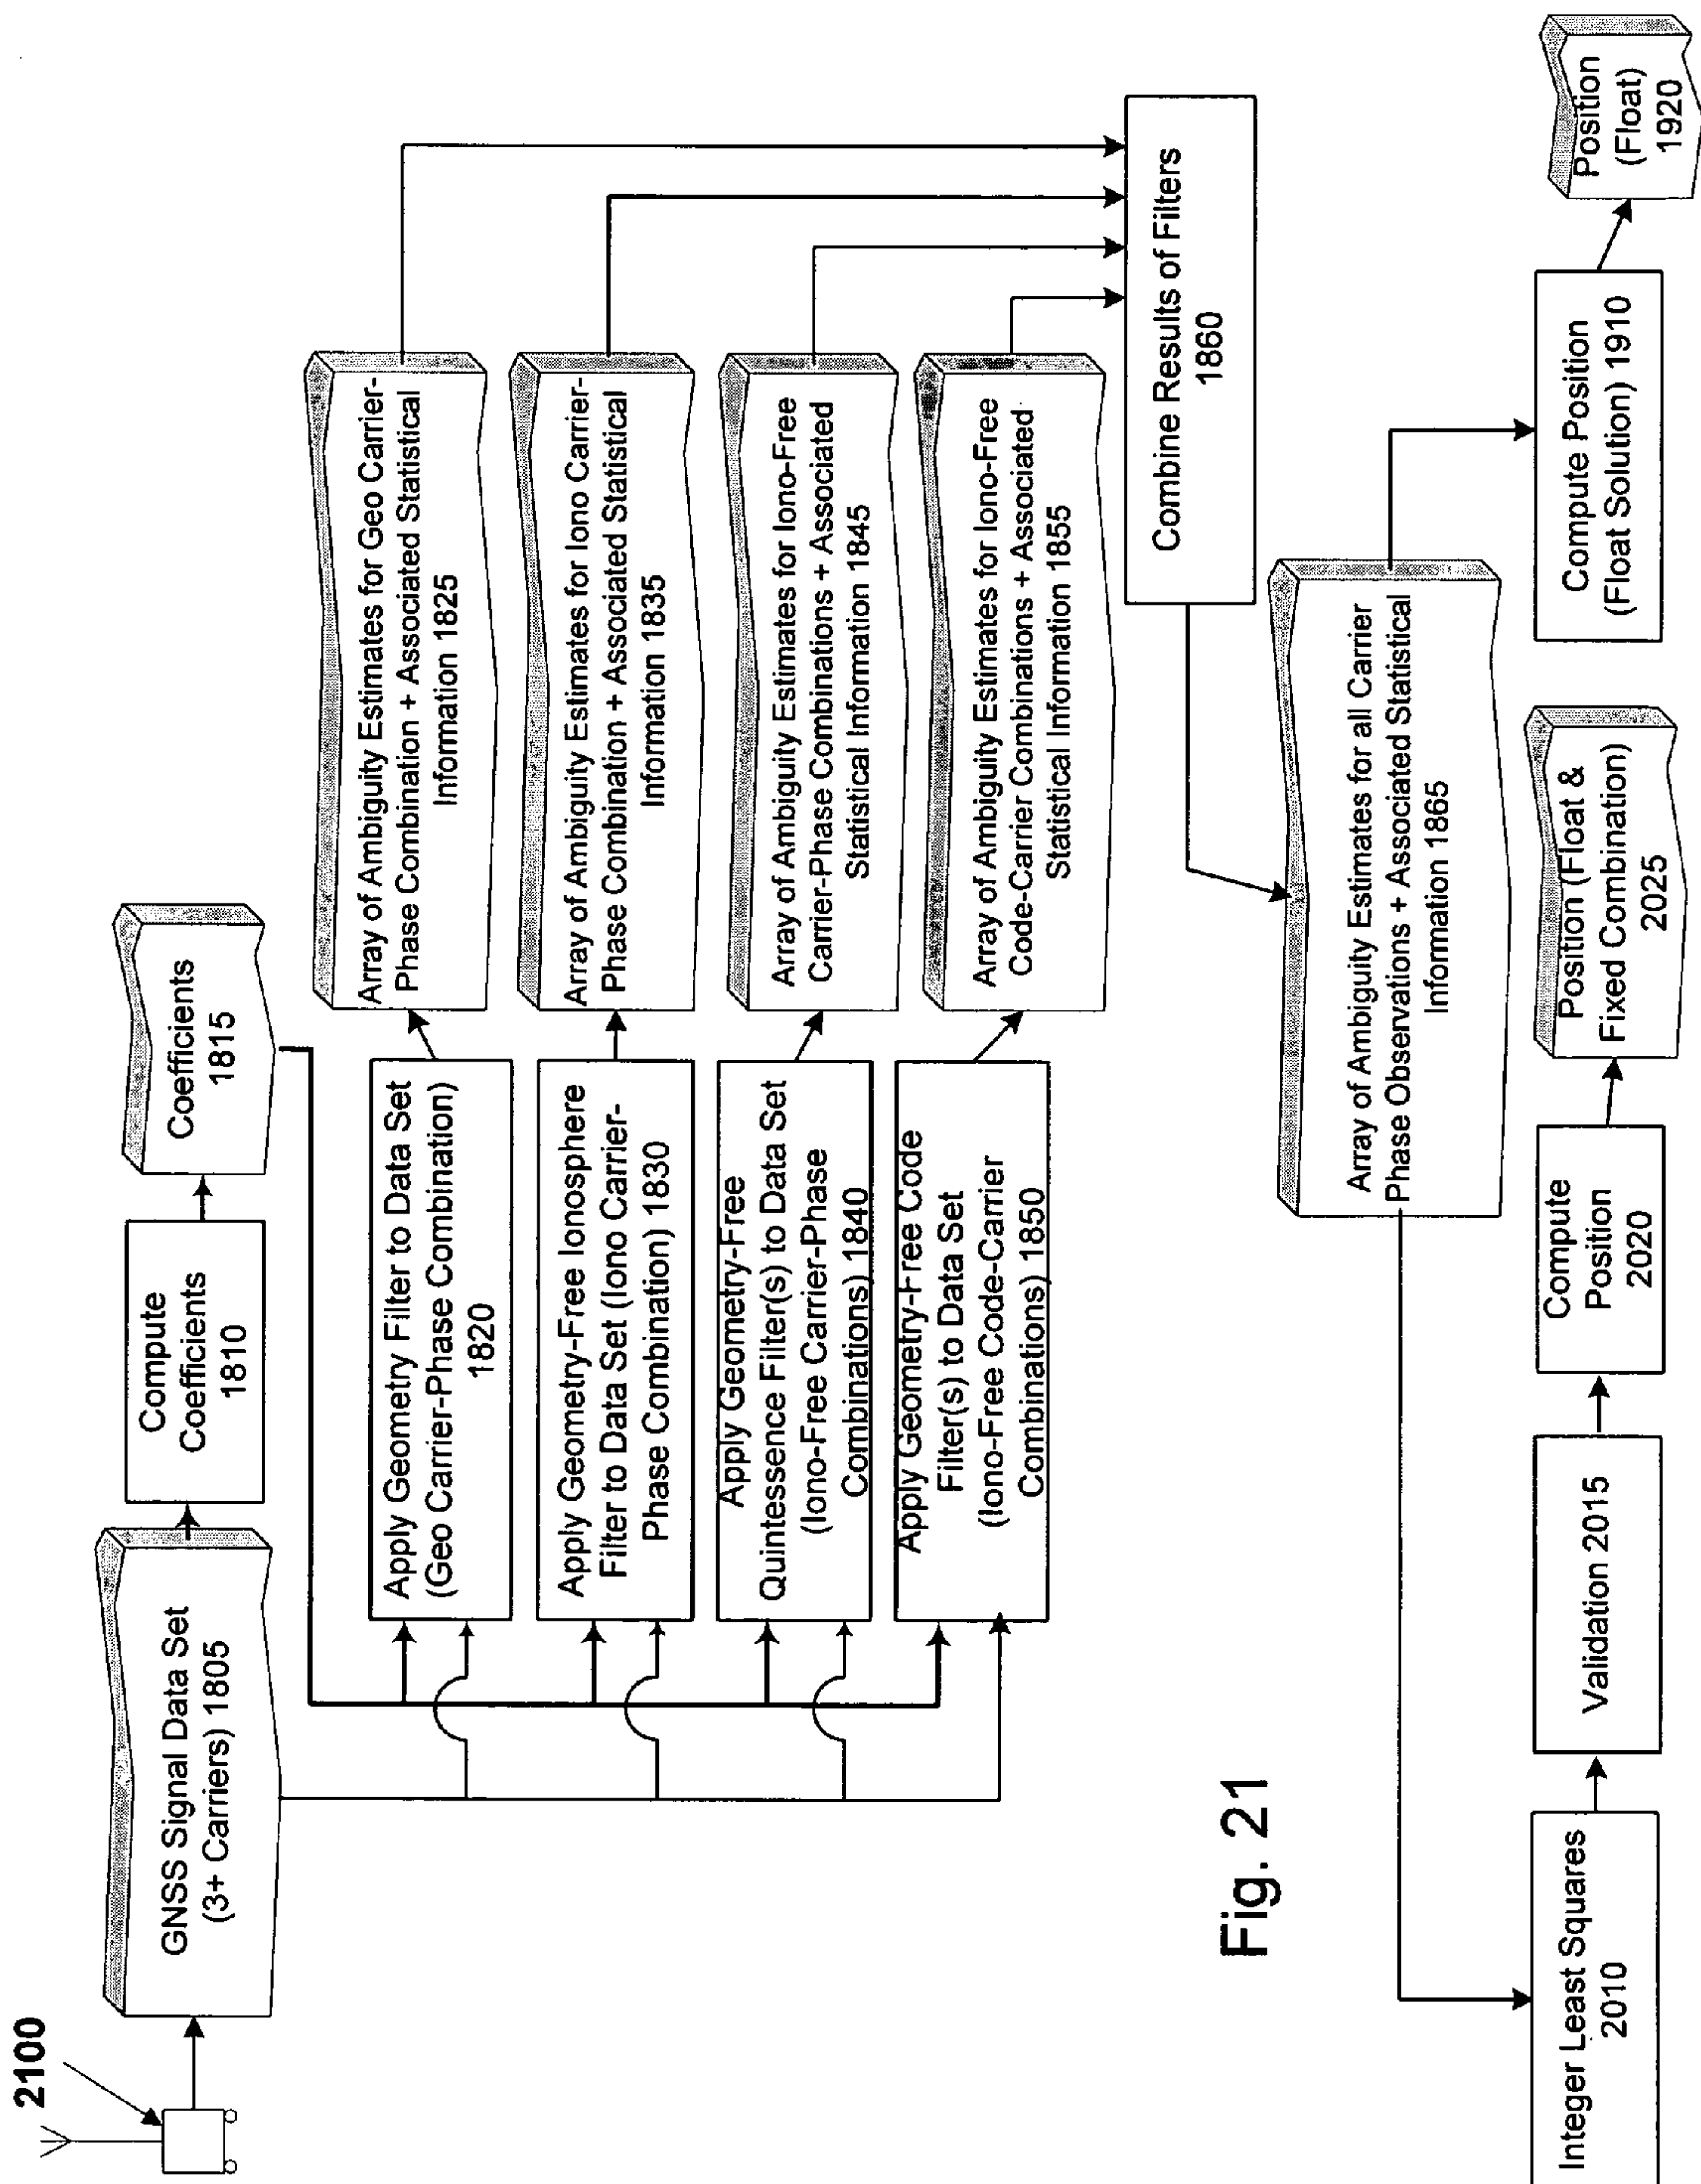 2100
GNSS Signal Data Set
(3+ Carriers) 1805
Compute
Coefficients
1810
Coefficients
1815
Apply Geometry Filter to Data Set
(Geo Carrier-Phase Combination)
1820
Array of Ambiguity Estimates for Geo Carrier-
Phase Combination + Associated Statistical
Information 1825
Apply Geometry-Free Ionosphere
Filter to Data Set (Iono Carrier-
Phase Combination) 1830
Array of Ambiguity Estimates for Iono Carrier-
Phase Combination + Associated Statistical
Information 1835
Apply Geometry-Free
Quintessence Filter(s) to Data Set
(Iono-Free Carrier-Phase
Combinations) 1840
Array of Ambiguity Estimates for Iono-Free
Carrier-Phase Combinations + Associated
Statistical Information 1845
Apply Geometry-Free Code
Filter(s) to Data Set
(Iono-Free Code-Carrier
Combinations) 1850
Array of Ambiguity Estimates for Iono-Free
Code-Carrier Combinations + Associated
Statistical Information 1855
Combine Results of Filters
1860
Fig. 21
Array of Ambiguity Estimates for all Carrier
Phase Observations + Associated Statistical
Information 1865
Integer Least Squares
2010
Validation 2015
Compute
Position
2020
Position (Float &
Fixed Combination)
2025
Compute Position
(Float Solution) 1910
Position
(Float)
1920